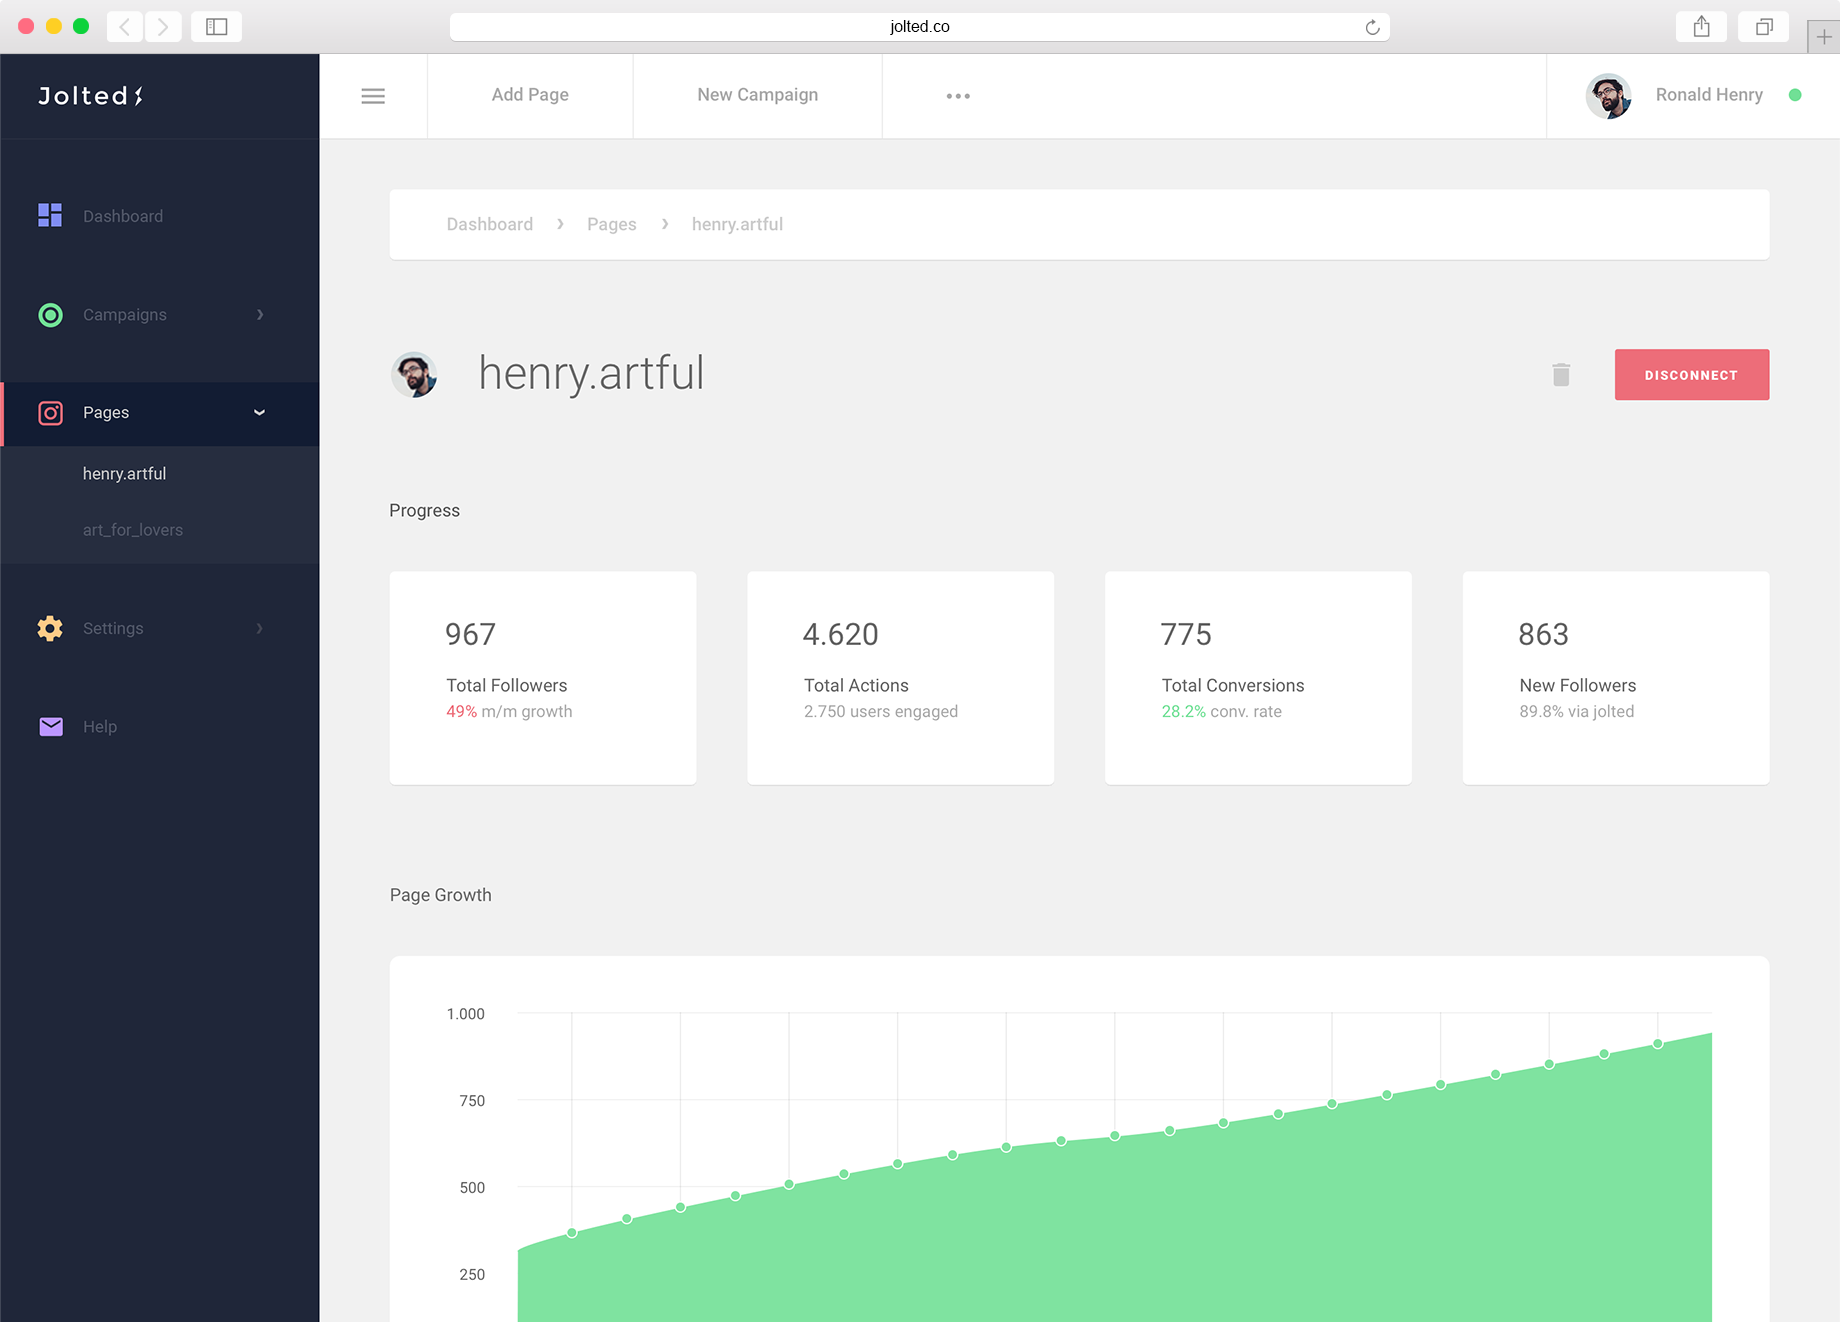 jolted.co
Jolted
Add Page
New Campaign
Ronald Henry
Dashboard
Campaigns
Pages
henry.artful
art_for_lovers
Settings
Help
Dashboard › Pages › henry.artful
henry.artful
DISCONNECT
Progress
967
Total Followers
49% m/m growth
4.620
Total Actions
2.750 users engaged
775
Total Conversions
28.2% conv. rate
863
New Followers
89.8% via jolted
Page Growth
1.000
750
500
250